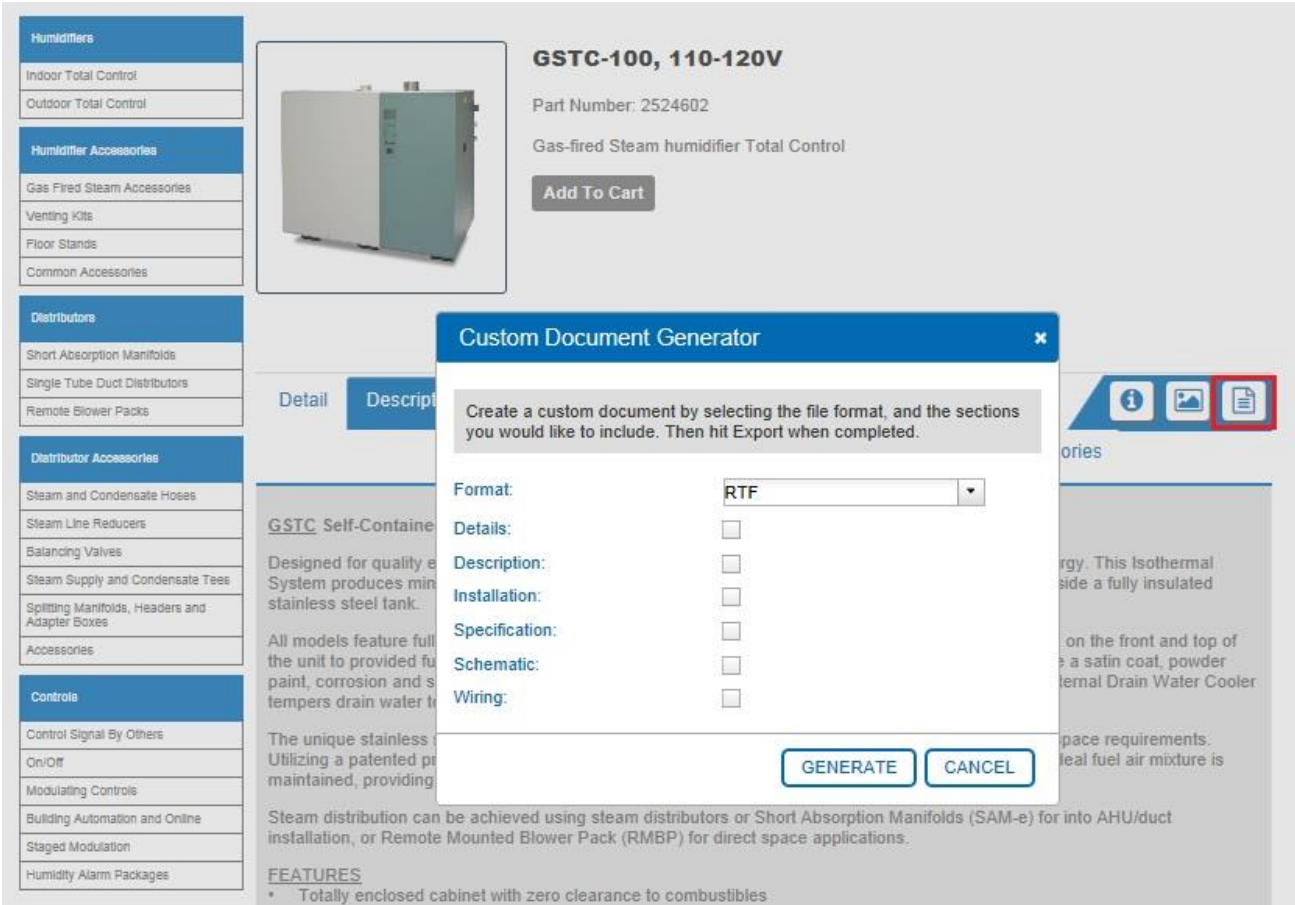 Humidifiers
Indoor Total Control
Outdoor Total Control
Humidifier Accessories
Gas Fired Steam Accessories
Venting Kits
Floor Stands
Common Accessories
Distributors
Short Absorption Manifolds
Single Tube Duct Distributors
Remote Blower Packs
Distributor Accessories
Steam and Condensate Hoses
Steam Line Reducers
Balancing Valves
Steam Supply and Condensate Tees
Splitting Manifolds, Headers and
Adapter Boxes
Accessories
Controls
Control Signal By Others
On/Off
Modulating Controls
Building Automation and Online
Staged Modulation
Humidity Alarm Packages
GSTC-100, 110-120V
Part Number: 2524602
Gas-fired Steam humidifier Total Control
Add To Cart
Detail Descript
ories
Custom Document Generator
Create a custom document by selecting the file format, and the sections
you would like to include. Then hit Export when completed.
Format: RTF
Details:
Description:
Installation:
Specification:
Schematic:
Wiring:
GENERATE CANCEL
GSTC Self-Containe
Designed for quality e rgy. This Isothermal
System produces min side a fully insulated
stainless steel tank.
All models feature full on the front and top of
the unit to provided fu e a satin coat, powder
paint, corrosion and s ternal Drain Water Cooler
tempers drain water t
The unique stainless s pace requirements.
Utilizing a patented pr deal fuel air mixture is
maintained, providing
Steam distribution can be achieved using steam distributors or Short Absorption Manifolds (SAM-e) for into AHU/duct
installation, or Remote Mounted Blower Pack (RMBP) for direct space applications.
FEATURES
• Totally enclosed cabinet with zero clearance to combustibles